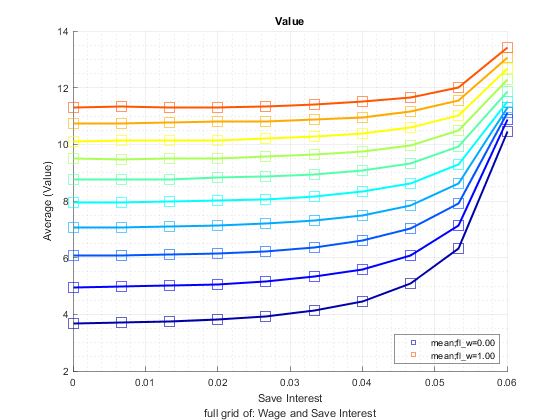 Value
14
12
10
8
6
4
2
Average (Value)
0
0.01
0.02
0.03
0.04
0.05
0.06
mean;fl_w=0.00
mean;fl_w=1.00
Save Interest
full grid of: Wage and Save Interest